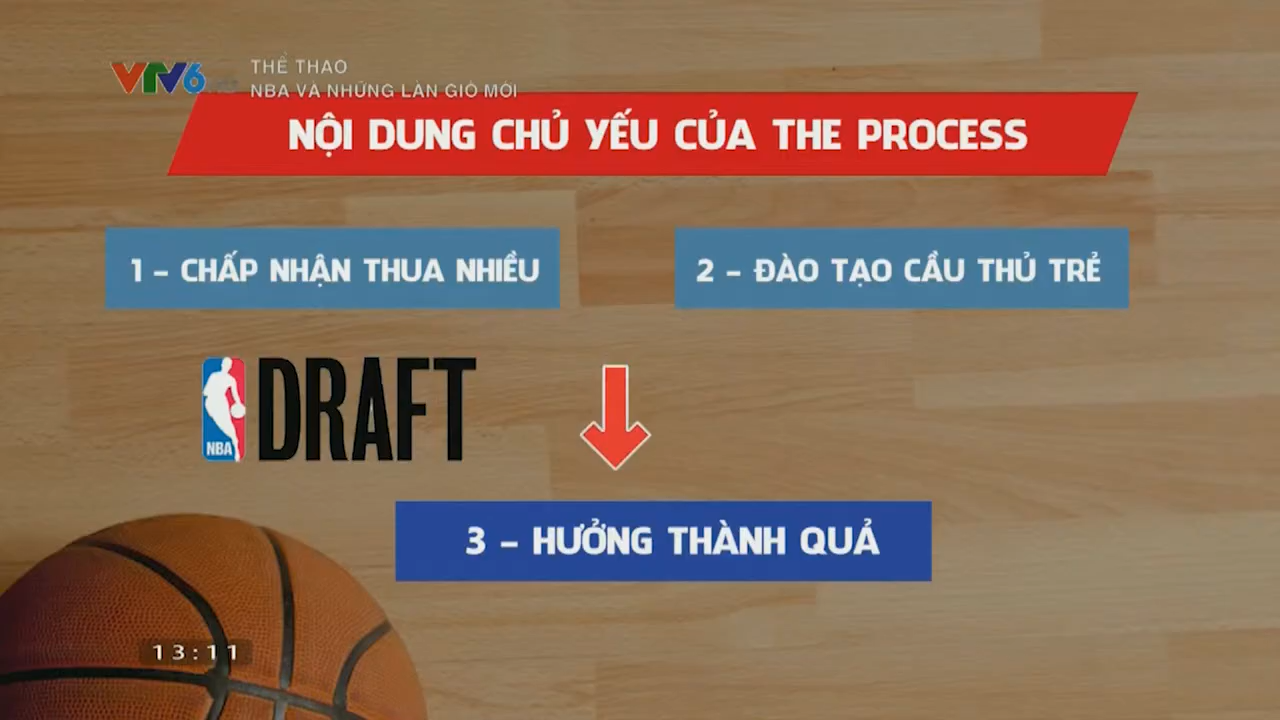 VTV6
THỂ THAO
NBA VÀ NHỮNG LÀN GIÓ MỚI
NỘI DUNG CHỦ YẾU CỦA THE PROCESS
1 - CHẤP NHẬN THUA NHIỀU
2 - ĐÀO TẠO CẦU THỦ TRẺ
NBA DRAFT
3 - HƯỞNG THÀNH QUẢ
13:11